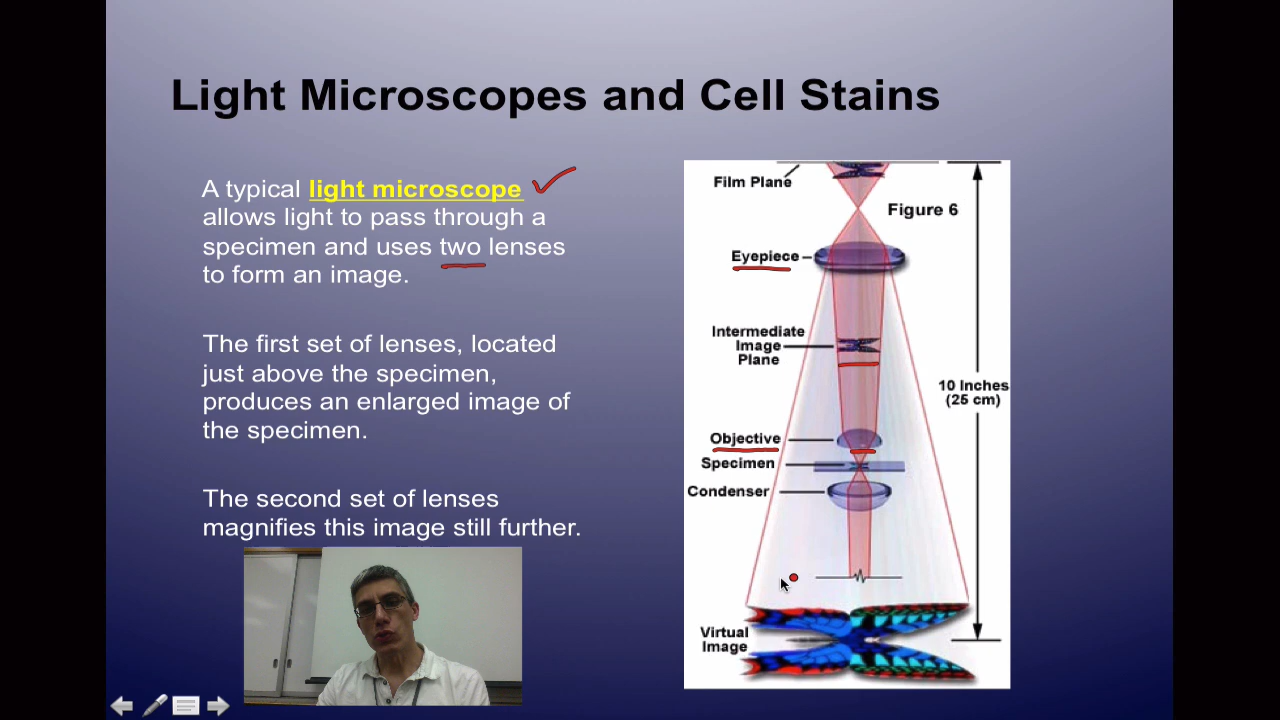 Light Microscopes and Cell Stains
A typical light microscope
allows light to pass through a
specimen and uses two lenses
to form an image.
The first set of lenses, located
just above the specimen,
produces an enlarged image of
the specimen.
The second set of lenses
magnifies this image still further.
Film Plane
Figure 6
Eyepiece
Intermediate
Image
Plane
10 Inches
(25 cm)
Objective
Specimen
Condenser
Virtual
Image